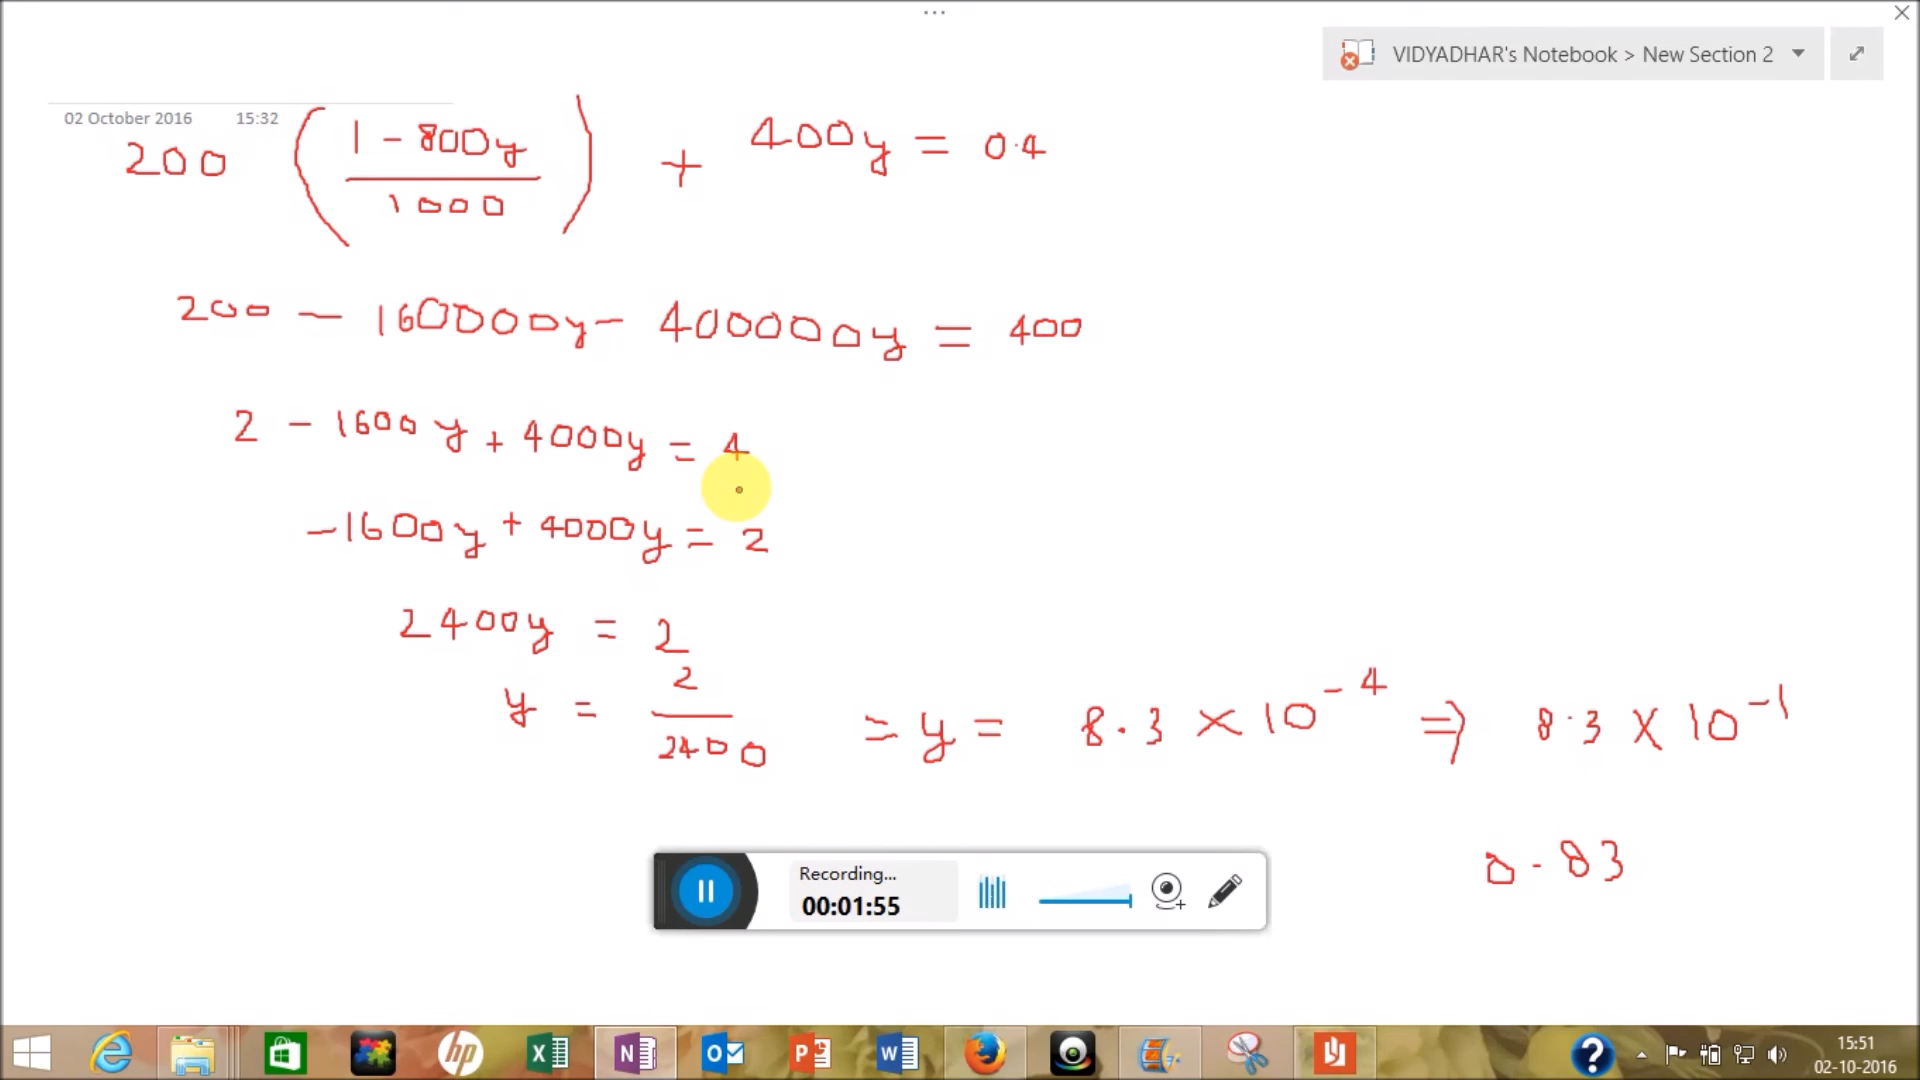 ...
VIDYADHAR's Notebook > New Section 2
02 October 2016 15:32
200 ( (1 - 800y) / 1000 ) + 400y = 0.4
200 - 160000y - 400000y = 400
2 - 1600y + 4000y = 4
-1600y + 4000y = 2
2400y = 2
y = 2 / 2400 = y = 8.3 × 10^-4 ⇒ 8.3 × 10^-1
0.83
Recording...
00:01:55
hp
15:51
02-10-2016